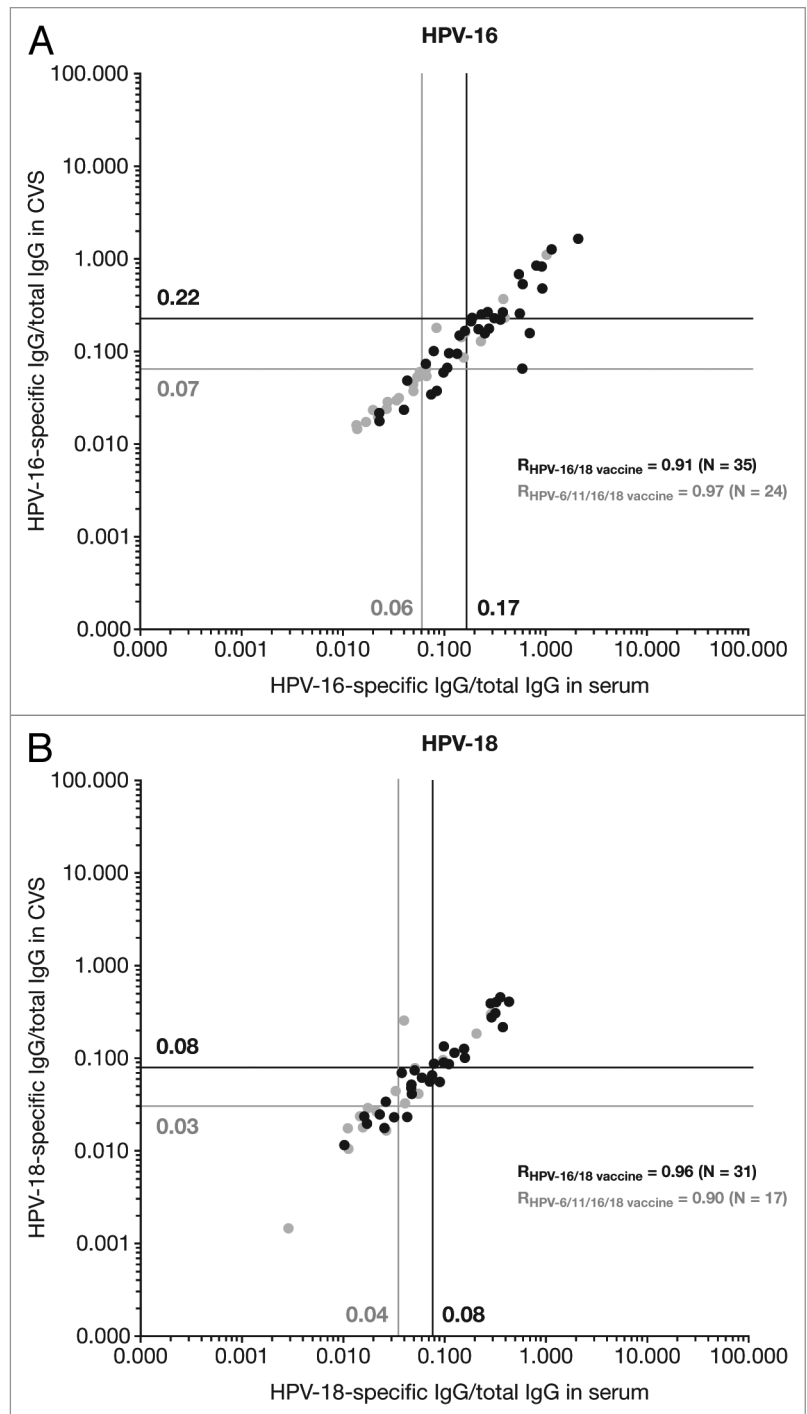 A
HPV-16
HPV-16-specific IgG/total IgG in CVS
100.000
10.000
1.000
0.100
0.010
0.001
0.000
0.22
0.07
R HPV-16/18 vaccine = 0.91 (N = 35)
R HPV-6/11/16/18 vaccine = 0.97 (N = 24)
0.06
0.17
0.000 0.001 0.010 0.100 1.000 10.000 100.000
HPV-16-specific IgG/total IgG in serum
B
HPV-18
HPV-18-specific IgG/total IgG in CVS
100.000
10.000
1.000
0.100
0.010
0.001
0.000
0.08
0.03
R HPV-16/18 vaccine = 0.96 (N = 31)
R HPV-6/11/16/18 vaccine = 0.90 (N = 17)
0.04
0.08
0.000 0.001 0.010 0.100 1.000 10.000 100.000
HPV-18-specific IgG/total IgG in serum